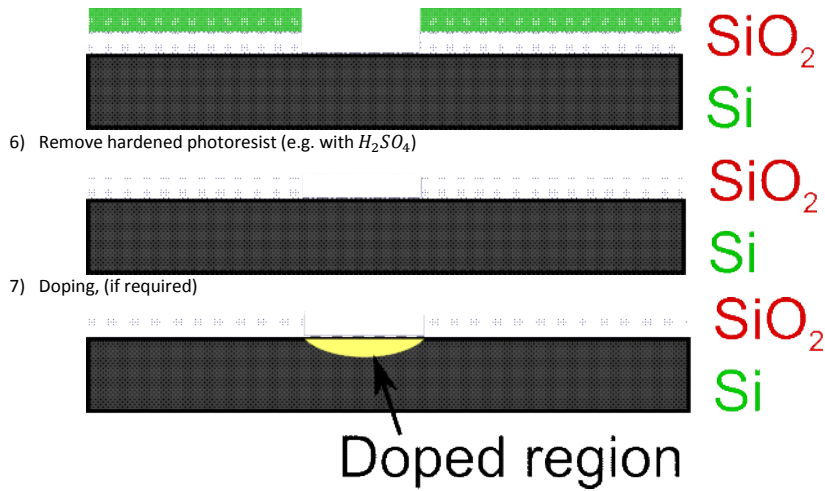 SiO₂
Si
6) Remove hardened photoresist (e.g. with H₂SO₄)
SiO₂
Si
7) Doping, (if required)
SiO₂
Si
Doped region